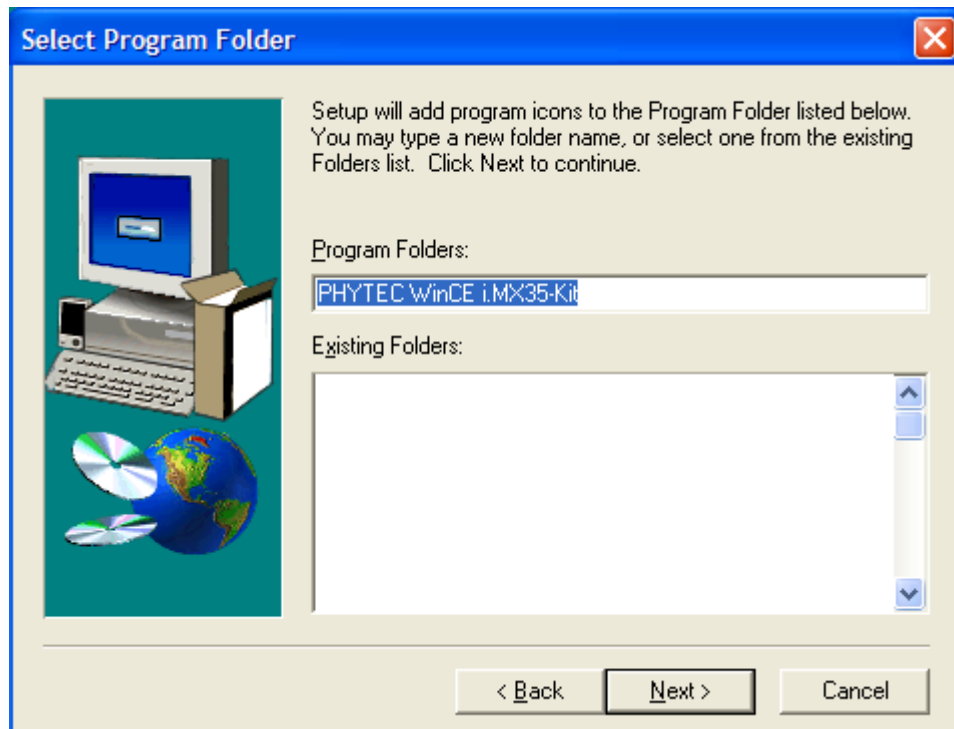 Select Program Folder
Setup will add program icons to the Program Folder listed below.
You may type a new folder name, or select one from the existing
Folders list.  Click Next to continue.
Program Folders:
PHYTEC WinCE i.MX35-Kit
Existing Folders:
< Back
Next >
Cancel